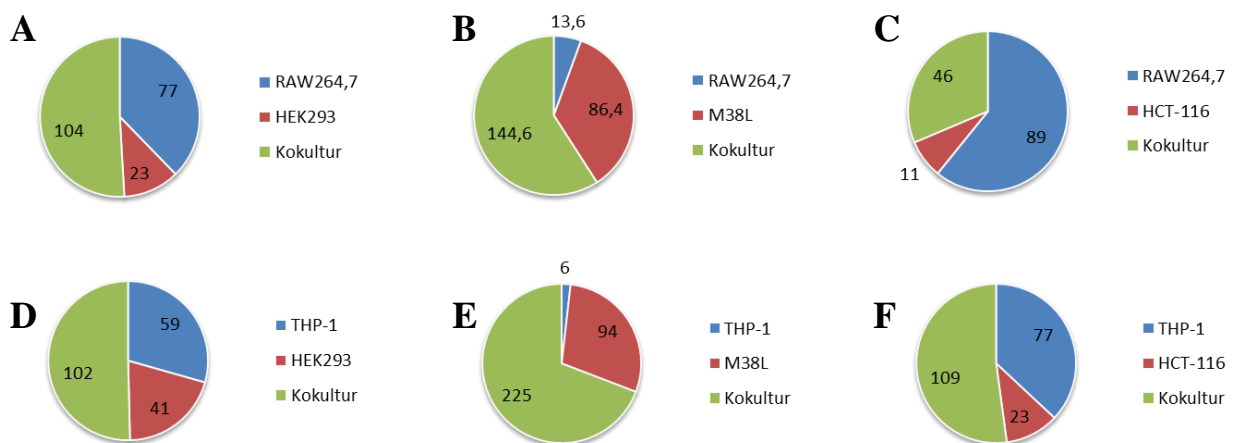 A
77
23
104
RAW264,7
HEK293
Kokultur
B
13,6
86,4
144,6
RAW264,7
M38L
Kokultur
C
46
89
11
RAW264,7
HCT-116
Kokultur
D
59
41
102
THP-1
HEK293
Kokultur
E
6
94
225
THP-1
M38L
Kokultur
F
77
23
109
THP-1
HCT-116
Kokultur